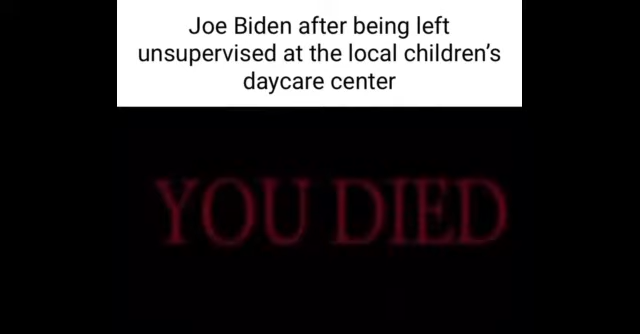 Joe Biden after being left
unsupervised at the local children’s
daycare center
YOU DIED